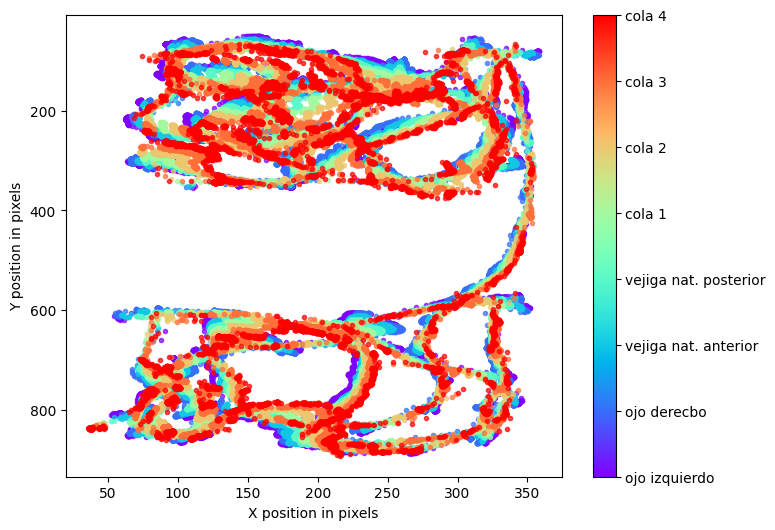 200
400
600
800
Y position in pixels
50
100
150
200
250
300
350
X position in pixels
cola 4
cola 3
cola 2
cola 1
vejiga nat. posterior
vejiga nat. anterior
ojo derecbo
ojo izquierdo